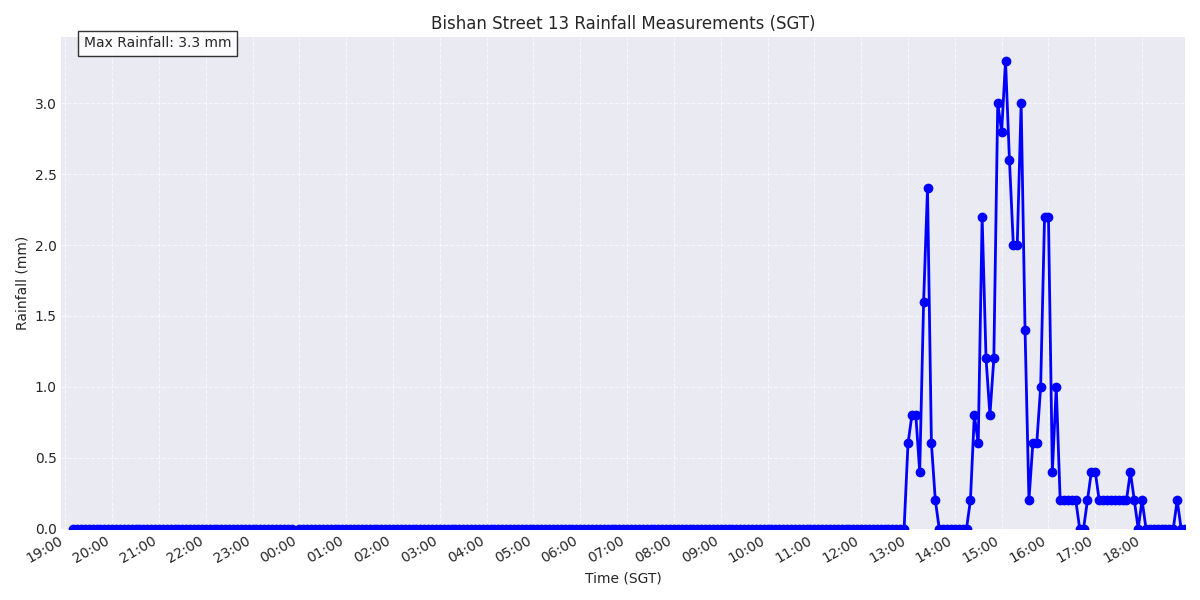 Bishan Street 13 Rainfall Measurements (SGT)
Max Rainfall: 3.3 mm
Rainfall (mm)
3.0
2.5
2.0
1.5
1.0
0.5
0.0
19:00 20:00 21:00 22:00 23:00 00:00 01:00 02:00 03:00 04:00 05:00 06:00 07:00 08:00 09:00 10:00 11:00 12:00 13:00 14:00 15:00 16:00 17:00 18:00
Time (SGT)